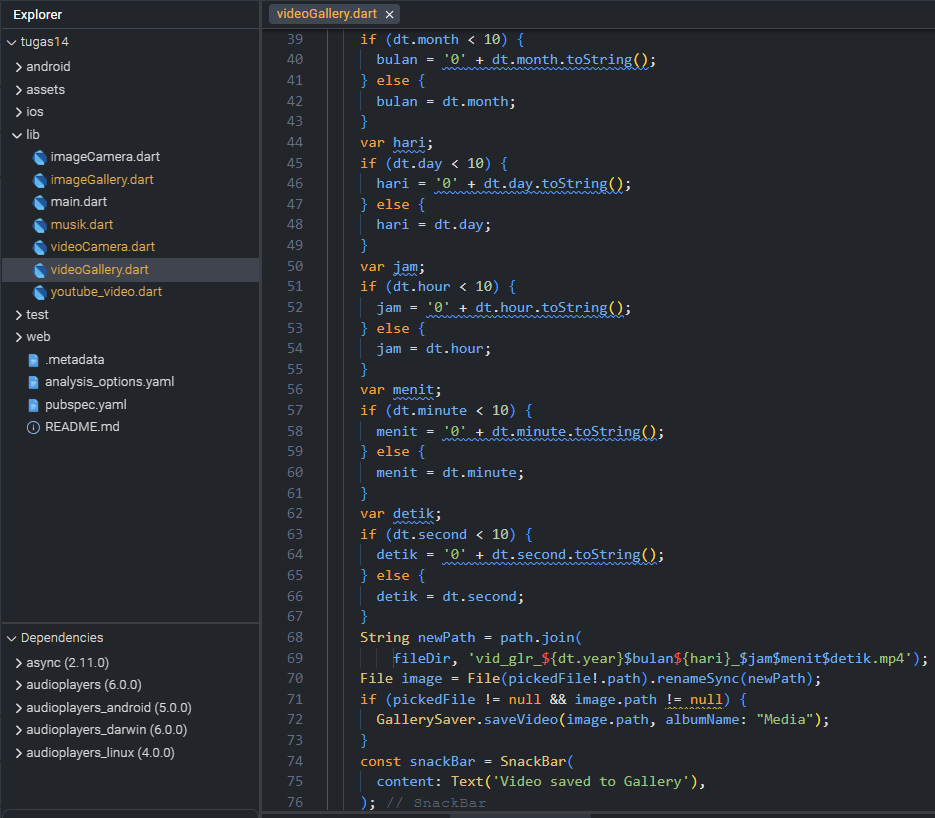 Explorer
tugas14
android
assets
ios
lib
imageCamera.dart
imageGallery.dart
main.dart
musik.dart
videoCamera.dart
videoGallery.dart
youtube_video.dart
test
web
.metadata
analysis_options.yaml
pubspec.yaml
README.md
Dependencies
async (2.11.0)
audioplayers (6.0.0)
audioplayers_android (5.0.0)
audioplayers_darwin (6.0.0)
audioplayers_linux (4.0.0)
videoGallery.dart ×
39 if (dt.month < 10) {
40 bulan = '0' + dt.month.toString();
41 } else {
42 bulan = dt.month;
43 }
44 var hari;
45 if (dt.day < 10) {
46 hari = '0' + dt.day.toString();
47 } else {
48 hari = dt.day;
49 }
50 var jam;
51 if (dt.hour < 10) {
52 jam = '0' + dt.hour.toString();
53 } else {
54 jam = dt.hour;
55 }
56 var menit;
57 if (dt.minute < 10) {
58 menit = '0' + dt.minute.toString();
59 } else {
60 menit = dt.minute;
61 }
62 var detik;
63 if (dt.second < 10) {
64 detik = '0' + dt.second.toString();
65 } else {
66 detik = dt.second;
67 }
68 String newPath = path.join(
69 fileDir, 'vid_glr_${dt.year}$bulan${hari}_$jam$menit$detik.mp4');
70 File image = File(pickedFile!.path).renameSync(newPath);
71 if (pickedFile != null && image.path != null) {
72 GallerySaver.saveVideo(image.path, albumName: "Media");
73 }
74 const snackBar = SnackBar(
75 content: Text('Video saved to Gallery'),
76 ); // SnackBar